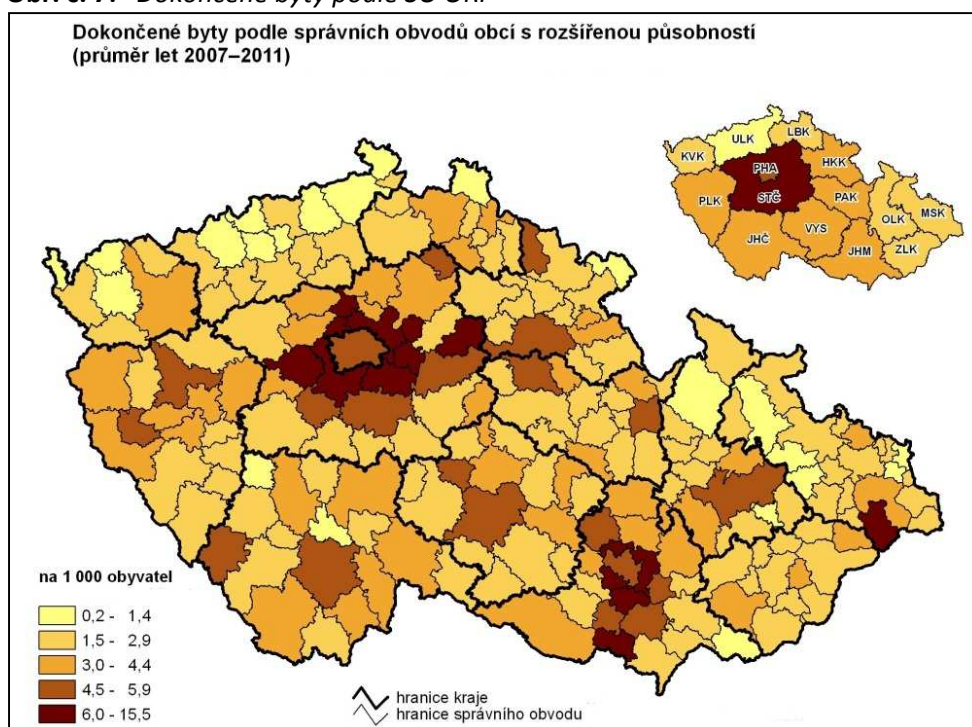 Dokončené byty podle správních obvodů obcí s rozšířenou působností
(průměr let 2007–2011)
KVK
ULK
LBK
HKK
PHA
STČ
PLK
PAK
OLK
MSK
JHČ
VYS
JHM
ZLK
na 1 000 obyvatel
0,2 - 1,4
1,5 - 2,9
3,0 - 4,4
4,5 - 5,9
6,0 - 15,5
hranice kraje
hranice správního obvodu